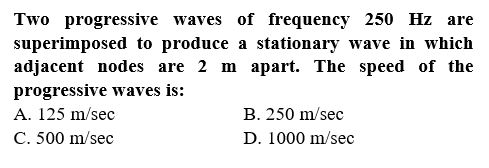 Two progressive waves of frequency 250 Hz are
superimposed to produce a stationary wave in which
adjacent nodes are 2 m apart. The speed of the
progressive waves is:
A. 125 m/sec B. 250 m/sec
C. 500 m/sec D. 1000 m/sec